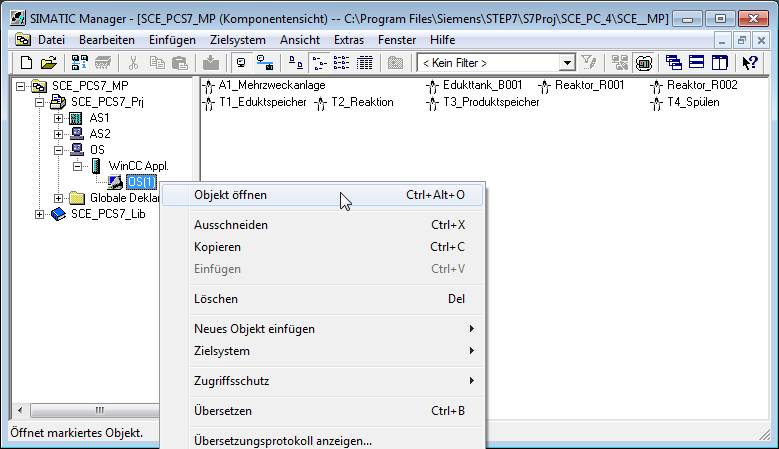 SIMATIC Manager - [SCE_PCS7_MP (Komponentensicht) -- C:\Program Files\Siemens\STEP7\S7Proj\SCE_PC_4\SCE__MP]
Datei Bearbeiten Einfügen Zielsystem Ansicht Extras Fenster Hilfe
< Kein Filter >
SCE_PCS7_MP
SCE_PCS7_Prj
AS1
AS2
OS
WinCC Appl.
OS(1)
Globale Deklar
SCE_PCS7_Lib
A1_Mehrzweckanlage Edukttank_B001 Reaktor_R001 Reaktor_R002
T1_Eduktspeicher T2_Reaktion T3_Produktspeicher T4_Spülen
Objekt öffnen Ctrl+Alt+O
Ausschneiden Ctrl+X
Kopieren Ctrl+C
Einfügen Ctrl+V
Löschen Del
Neues Objekt einfügen
Zielsystem
Zugriffsschutz
Übersetzen Ctrl+B
Übersetzungsprotokoll anzeigen...
Öffnet markiertes Objekt.